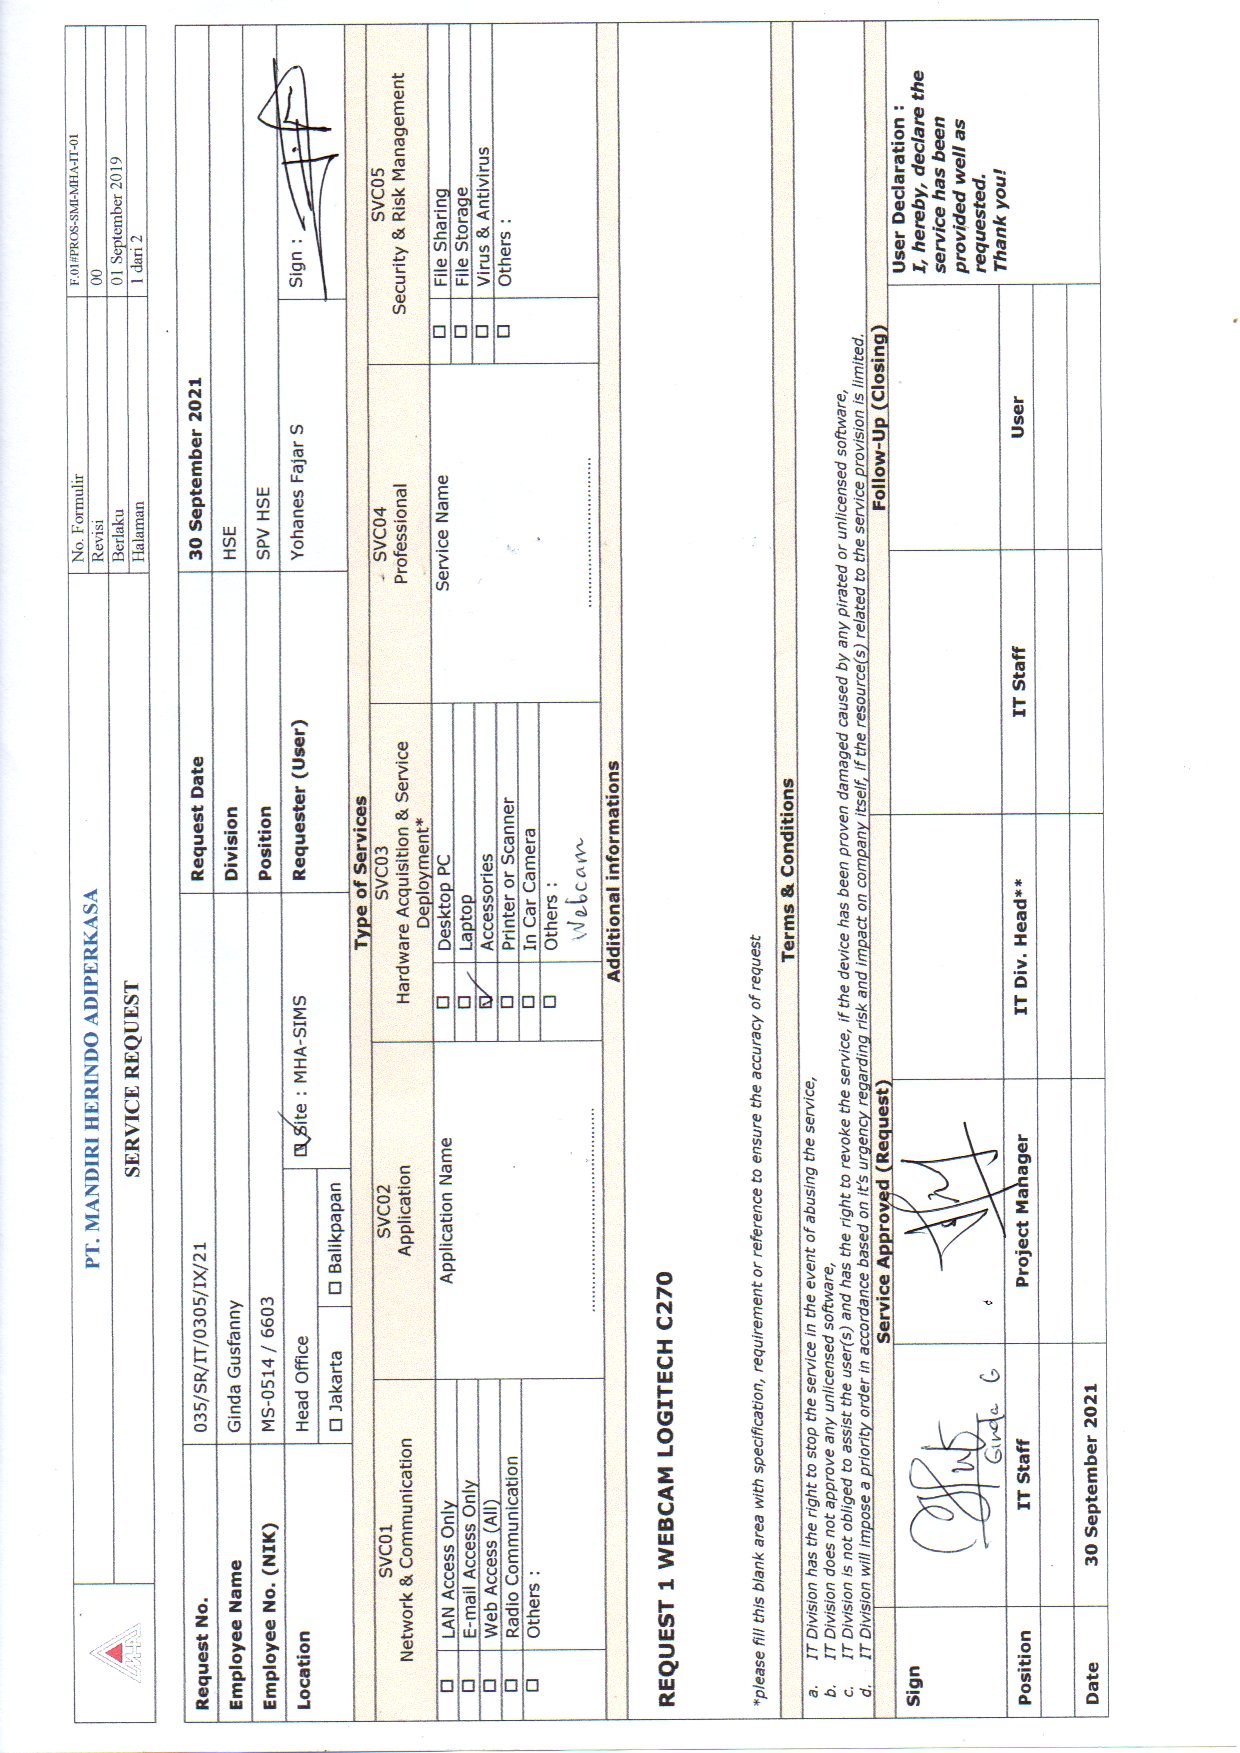 MHA
PT. MANDIRI HERINDO ADIPERKASA
SERVICE REQUEST
No. Formulir F.01#PROS-SMI-MHA-IT-01
Revisi 00
Berlaku 01 September 2019
Halaman 1 dari 2
Request No. 035/SR/IT/0305/IX/21 Request Date 30 September 2021
Employee Name Ginda Gusfanny Division HSE
Employee No. (NIK) MS-0514 / 6603 Position SPV HSE
Location Head Office ☑ Site : MHA-SIMS Requester (User) Yohanes Fajar S Sign :
☐ Jakarta ☐ Balikpapan
Type of Services
SVC01 SVC02 SVC03 SVC04 SVC05
Network & Communication Application Hardware Acquisition & Service Deployment* Professional Security & Risk Management
☐ LAN Access Only Application Name ☐ Desktop PC Service Name ☐ File Sharing
☐ E-mail Access Only ☐ Laptop ☐ File Storage
☐ Web Access (All) ☑ Accessories ☐ Virus & Antivirus
☐ Radio Communication ☐ Printer or Scanner ☐ Others :
☐ Others : ☐ In Car Camera
☐ Others :
Webcam
Additional informations
REQUEST 1 WEBCAM LOGITECH C270
*please fill this blank area with specification, requirement or reference to ensure the accuracy of request
Terms & Conditions
a. IT Division has the right to stop the service in the event of abusing the service,
b. IT Division does not approve any unlicensed software,
c. IT Division is not obliged to assist the user(s) and has the right to revoke the service, if the device has been proven damaged caused by any pirated or unlicensed software,
d. IT Division will impose a priority order in accordance based on it's urgency regarding risk and impact on company itself, if the resource(s) related to the service provision is limited.
Service Approved (Request) Follow-Up (Closing)
Sign
Ginda G
User Declaration :
I, hereby, declare the
service has been
provided well as
requested.
Thank you!
Position IT Staff Project Manager IT Div. Head** IT Staff User
Date 30 September 2021